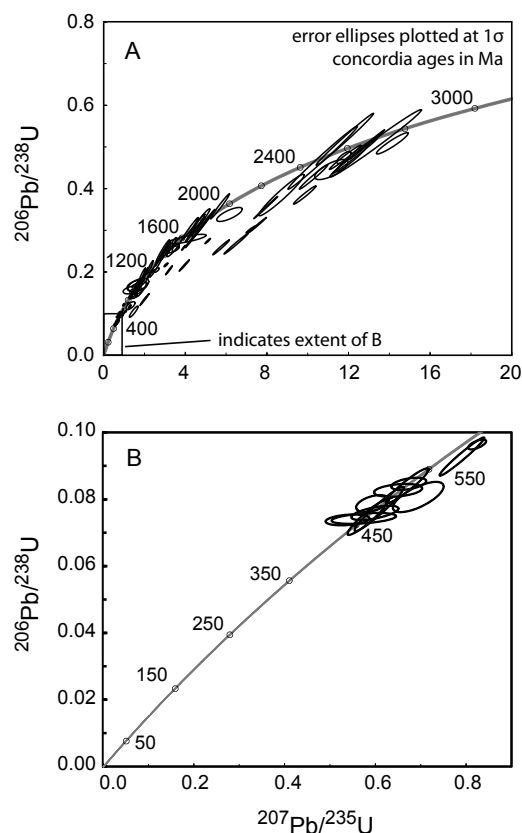 A
error ellipses plotted at 1σ
concordia ages in Ma
0.8
0.6
0.4
0.2
0.0
206Pb/238U
3000
2400
2000
1600
1200
400
indicates extent of B
0 4 8 12 16 20
B
0.10
0.08
0.06
0.04
0.02
0.00
206Pb/238U
550
450
350
250
150
50
0.0 0.2 0.4 0.6 0.8
207Pb/235U